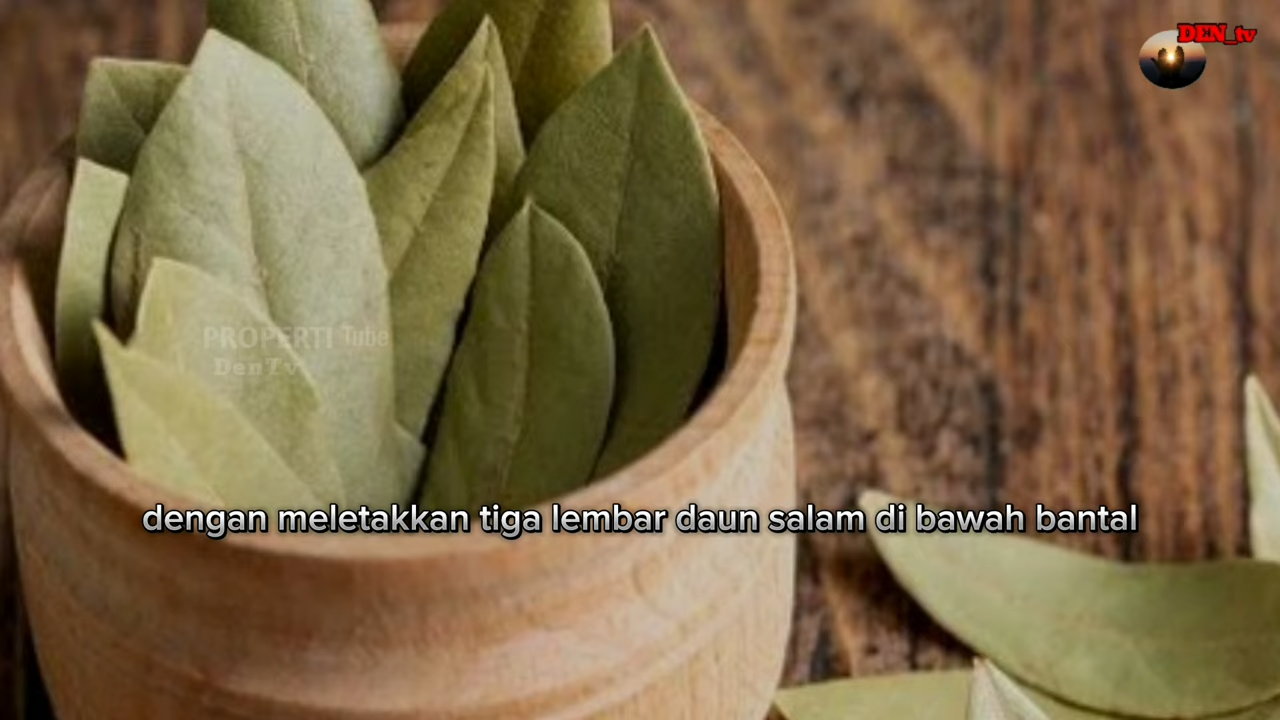 DEN_tv
PROPERTI Tube
DenTv
dengan meletakkan tiga lembar daun salam di bawah bantal